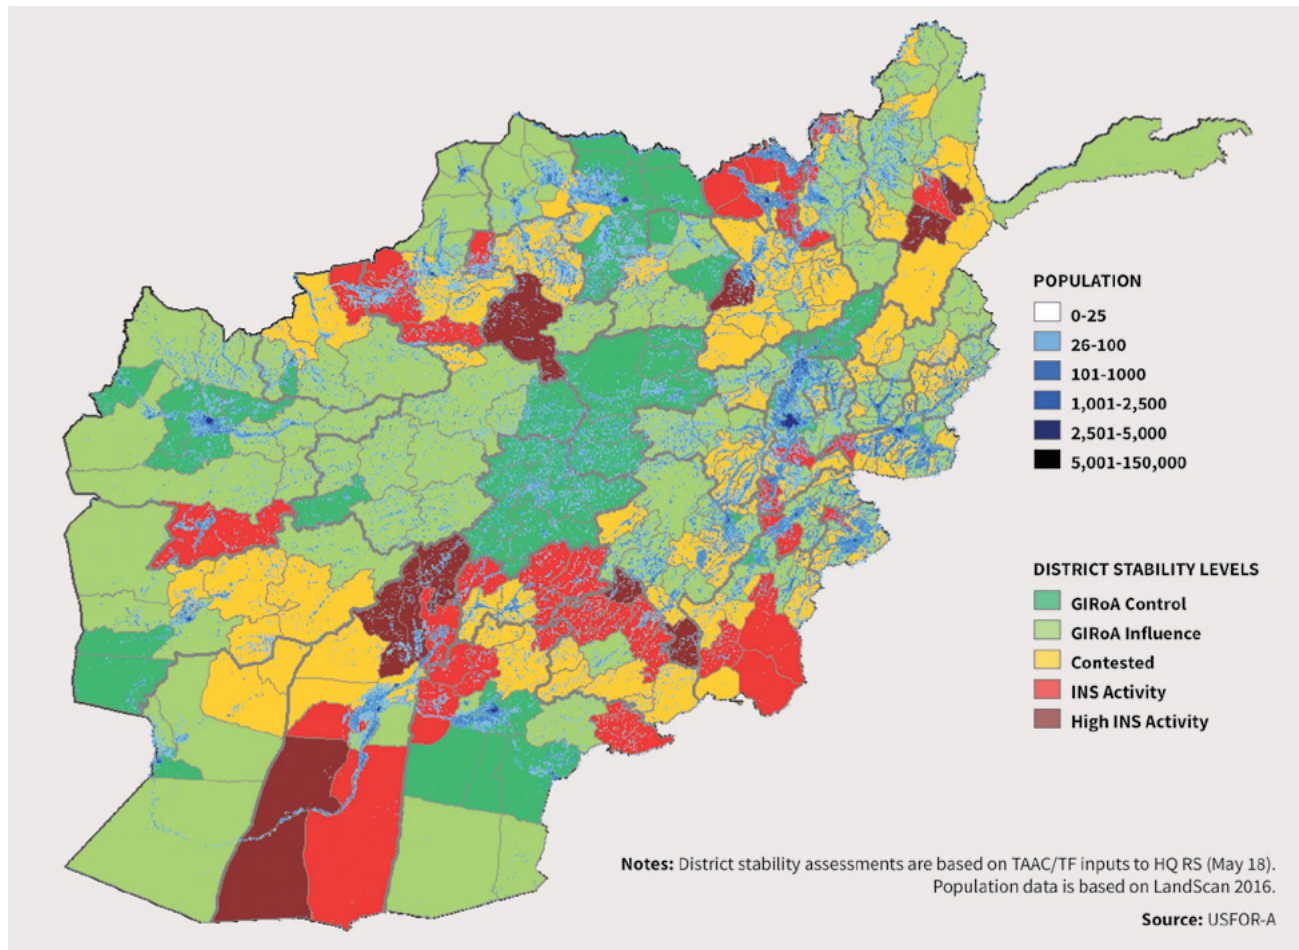 POPULATION
0-25
26-100
101-1000
1,001-2,500
2,501-5,000
5,001-150,000
DISTRICT STABILITY LEVELS
GIRoA Control
GIRoA Influence
Contested
INS Activity
High INS Activity
Notes: District stability assessments are based on TAAC/TF inputs to HQ RS (May 18).
Population data is based on LandScan 2016.
Source: USFOR-A